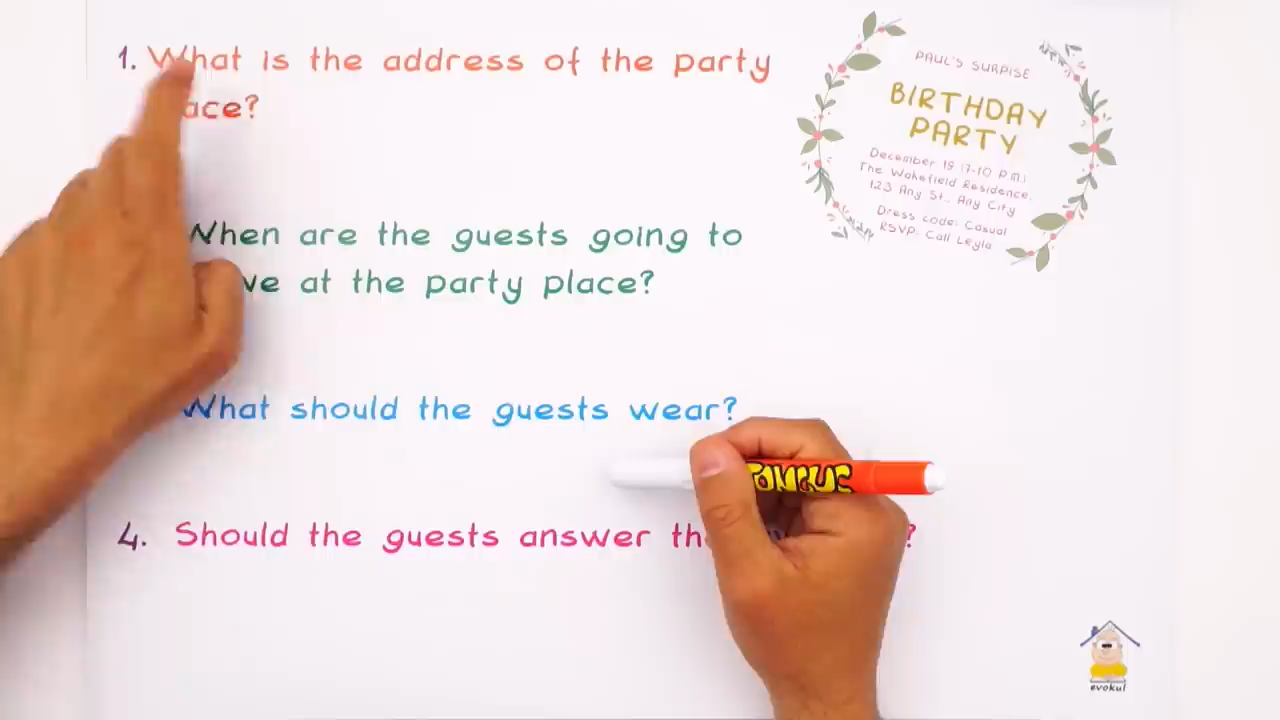 1. What is the address of the party
ace?
When are the guests going to
ve at the party place?
What should the guests wear?
4. Should the guests answer th
?
PAUL'S SURPISE
BIRTHDAY
PARTY
December 19 (7-10 P.M)
The Wakefield Residence,
123 Any St., Any City
Dress code: Casual
RSVP: Call Leyla
evokul